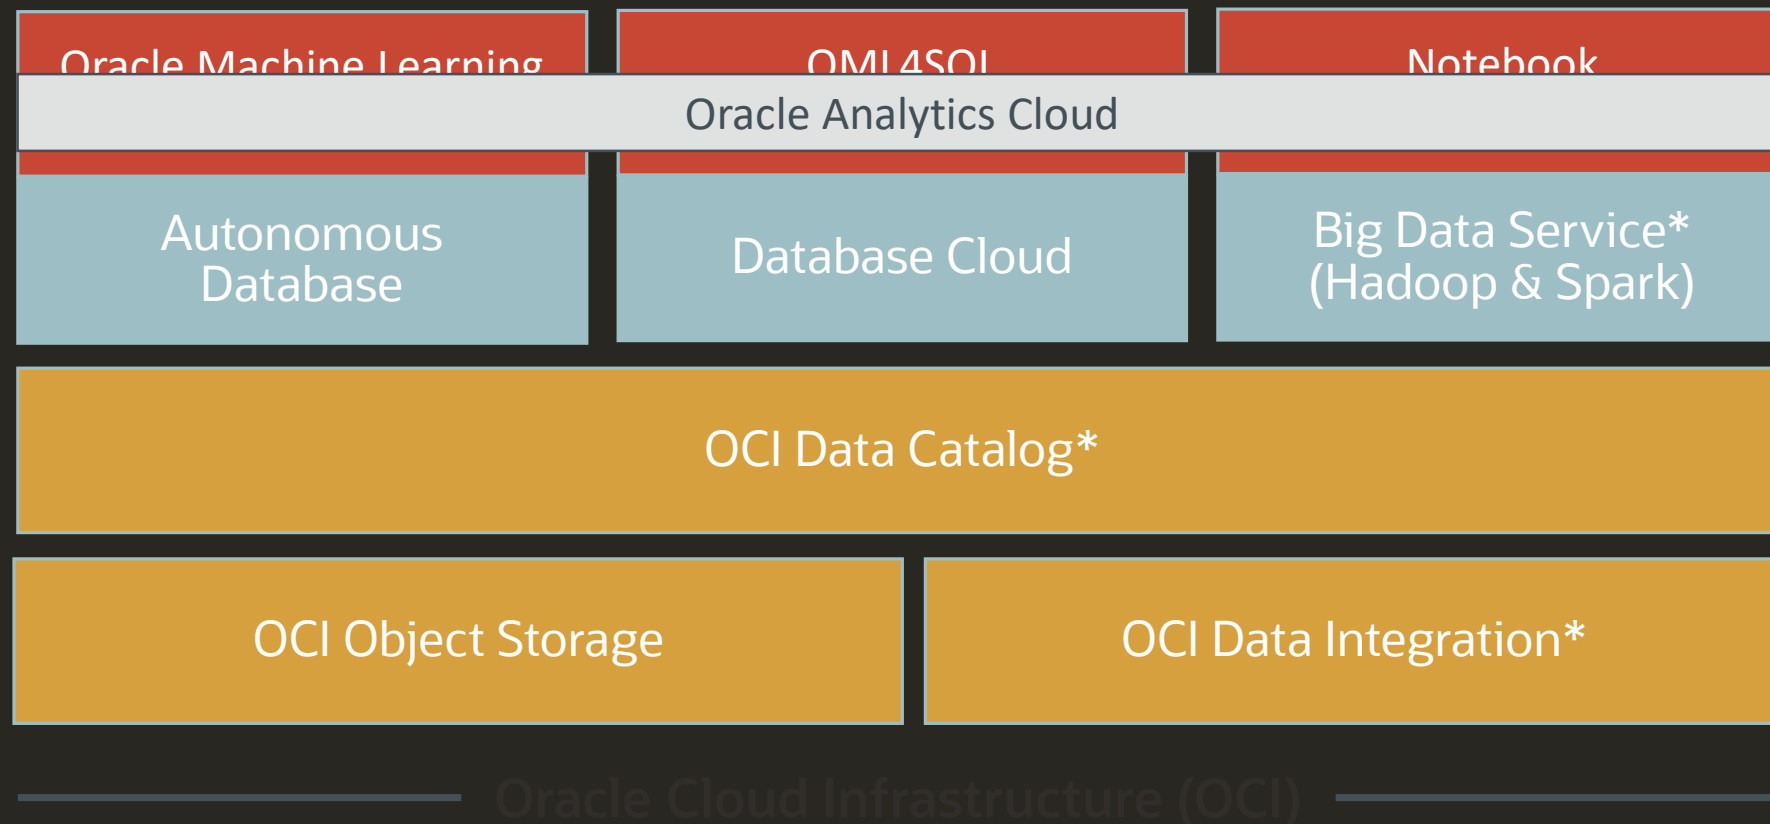 Oracle Machine Learning
OML4SQL
Notebook
Oracle Analytics Cloud
Autonomous
Database
Database Cloud
Big Data Service*
(Hadoop & Spark)
OCI Data Catalog*
OCI Object Storage
OCI Data Integration*
Oracle Cloud Infrastructure (OCI)